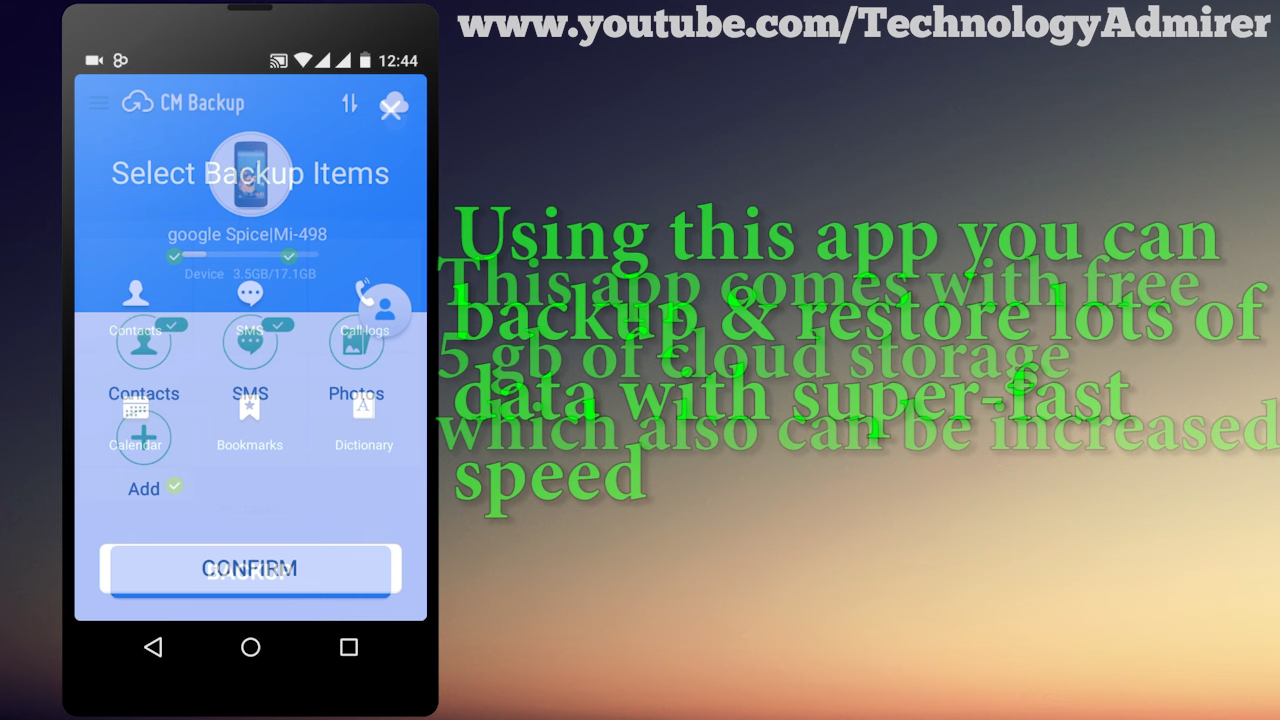 www.youtube.com/TechnologyAdmirer
12:44
CM Backup
Select Backup Items
google Spice|Mi-498
Device 3.5GB/17.1GB
Contacts SMS Call logs
Contacts SMS Photos
Calendar Bookmarks Dictionary
Add
CONFIRM
BACKUP
Using this app you can
backup & restore lots of
data with super-fast
speed
This app comes with free
5 gb of cloud storage
which also can be increased